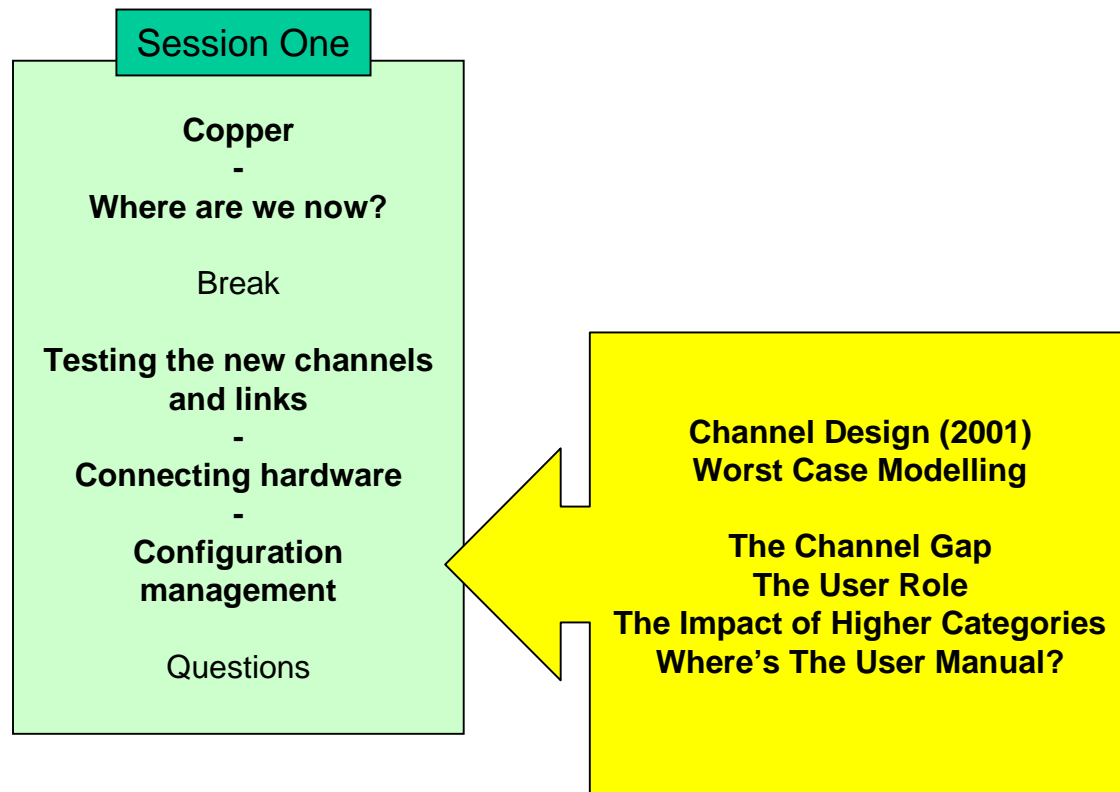 Session One
Copper
-
Where are we now?
Break
Testing the new channels
and links
-
Connecting hardware
-
Configuration
management
Questions
Channel Design (2001)
Worst Case Modelling
The Channel Gap
The User Role
The Impact of Higher Categories
Where's The User Manual?